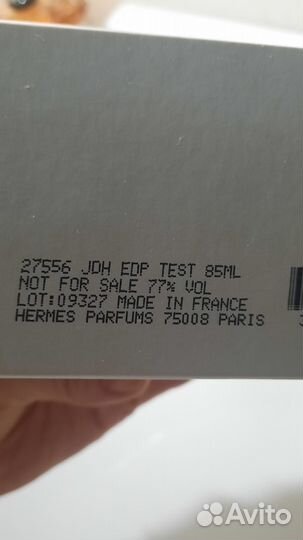 27556 JDH EDP TEST 85ML
NOT FOR SALE 77% VOL
LOT:09327 MADE IN FRANCE
HERMES PARFUMS 75008 PARIS
3
Avito